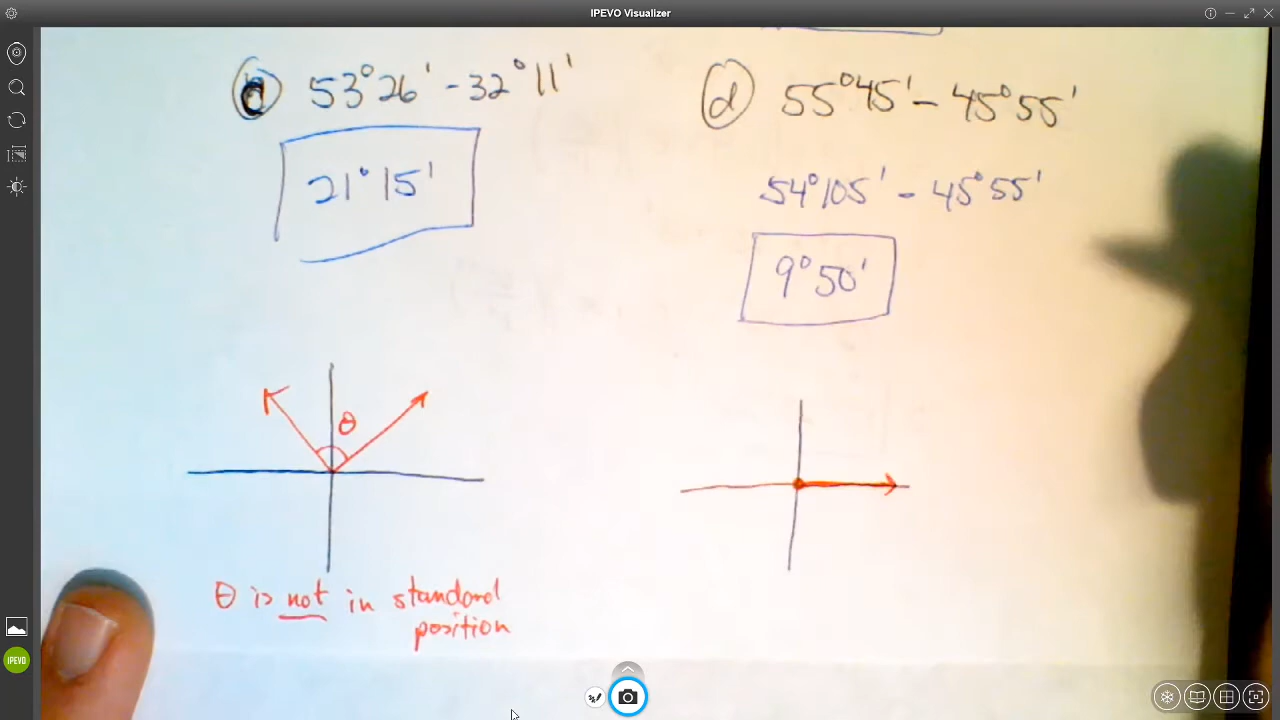 IPEVO Visualizer
c 53°26' - 32°11'
21°15'
d 55°45' - 45°55'
54°105' - 45°55'
9°50'
θ
θ is not in standard
position
IPEVO